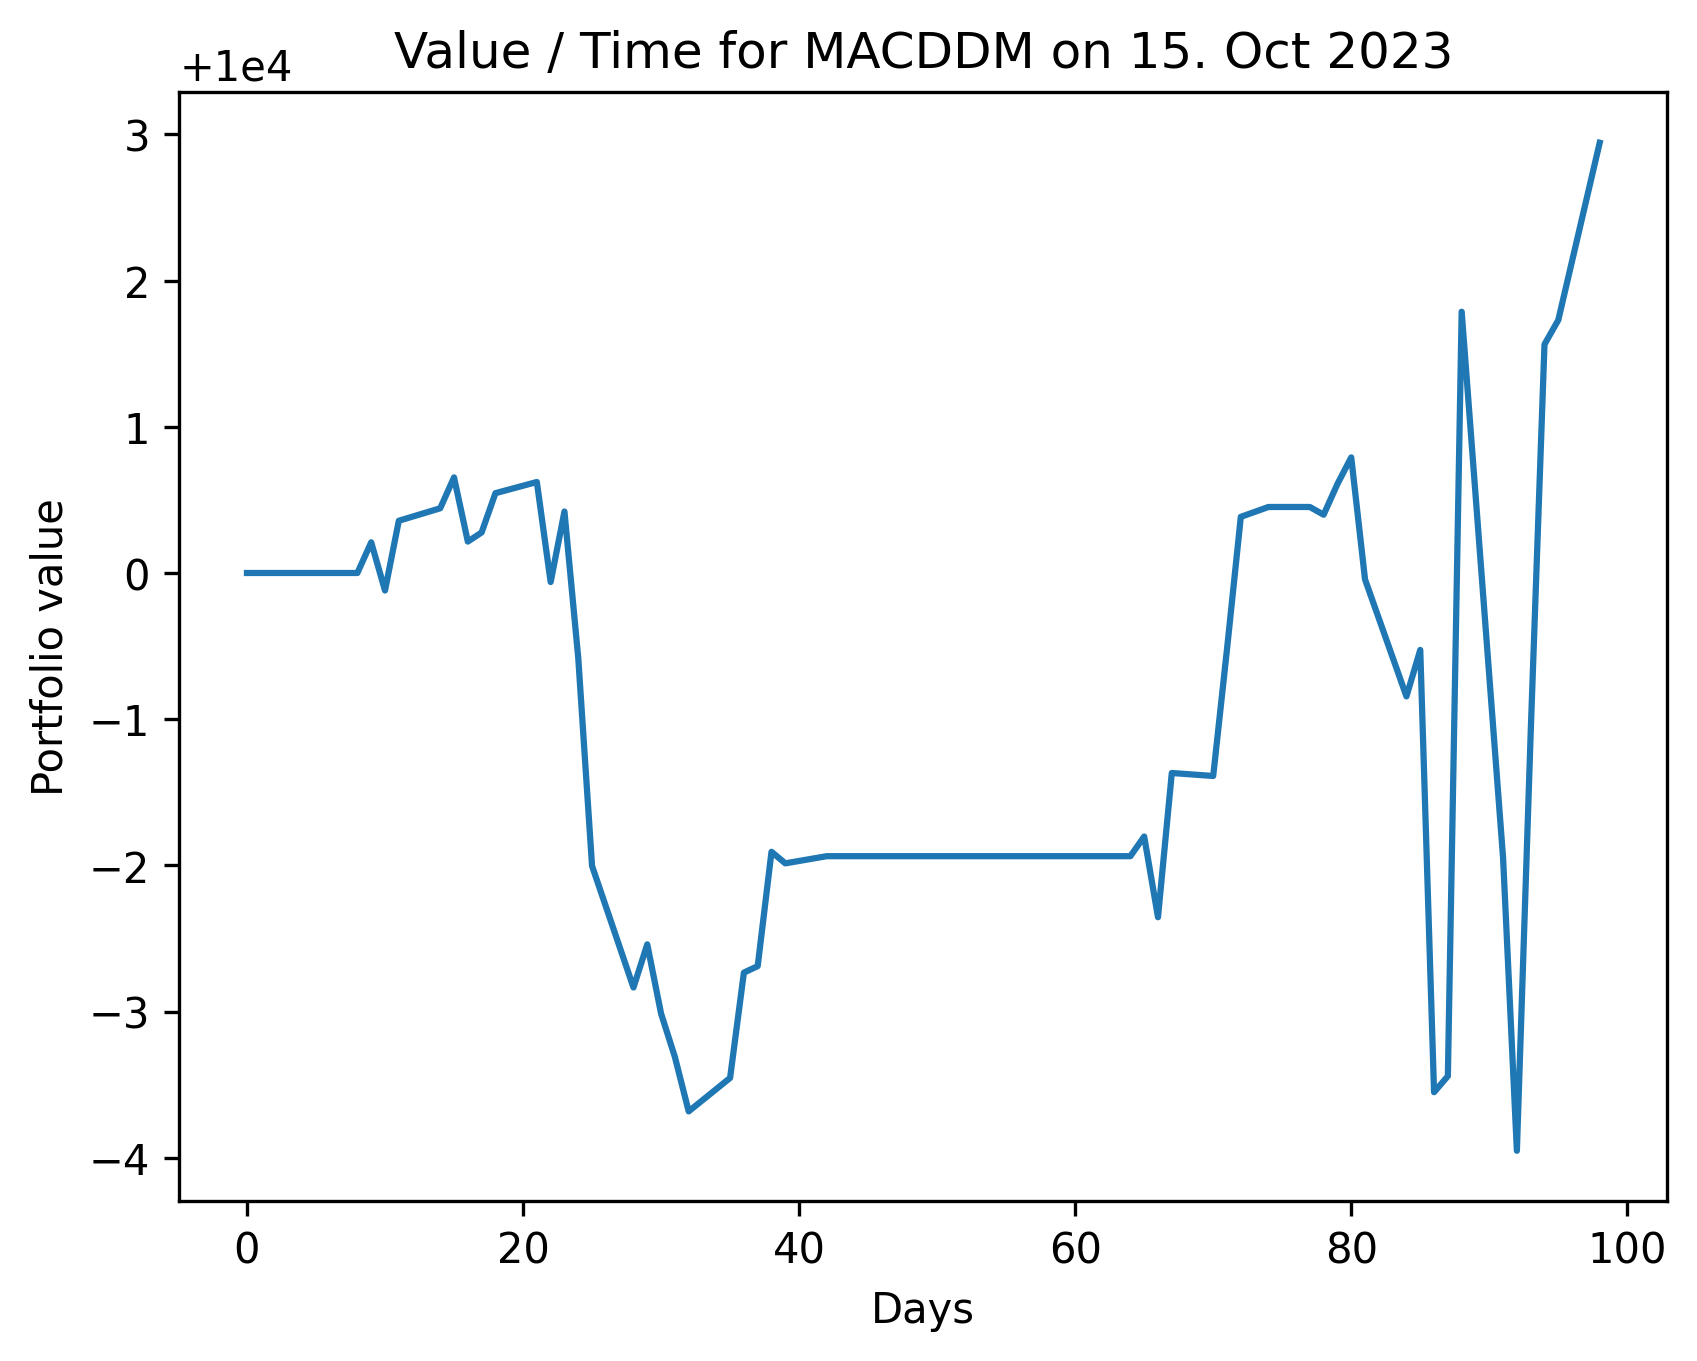 Value / Time for MACDDM on 15. Oct 2023
+1e4
3
2
1
0
−1
−2
−3
−4
Portfolio value
0 20 40 60 80 100
Days